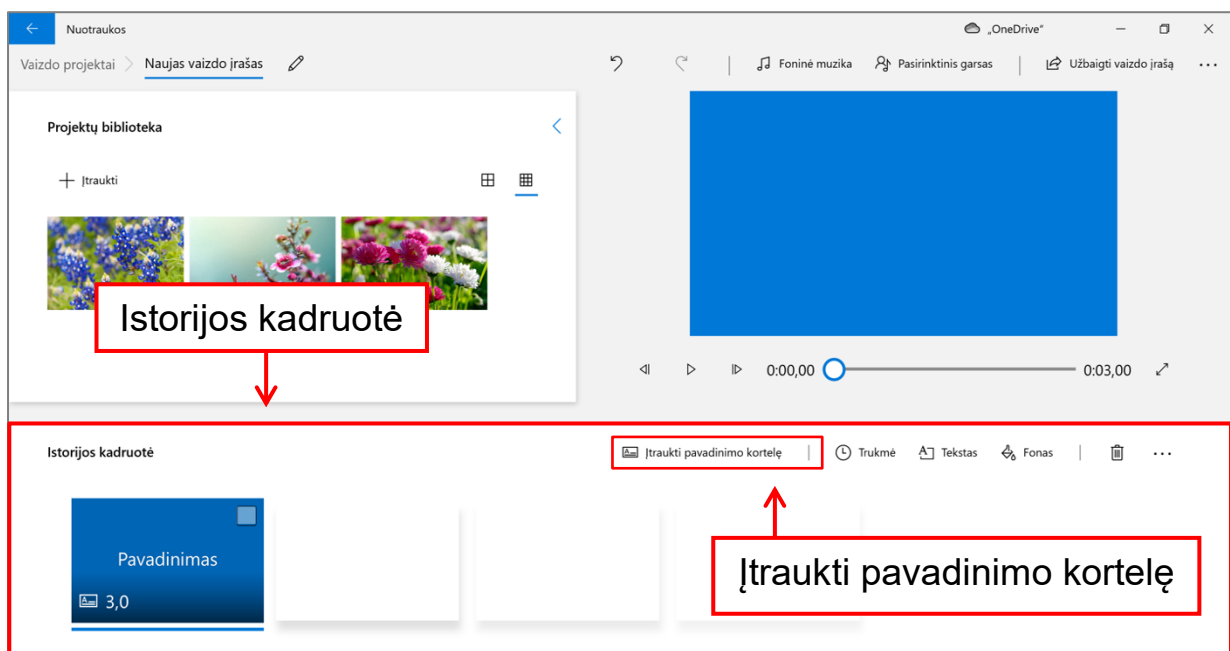 Nuotraukos
„OneDrive“
Vaizdo projektai
Naujas vaizdo įrašas
Foninė muzika
Pasirinktinis garsas
Užbaigti vaizdo įrašą
Projektų biblioteka
Įtraukti
Istorijos kadruotė
0:00,00
0:03,00
Istorijos kadruotė
Įtraukti pavadinimo kortelę
Trukmė
Tekstas
Fonas
Pavadinimas
3,0
Įtraukti pavadinimo kortelę